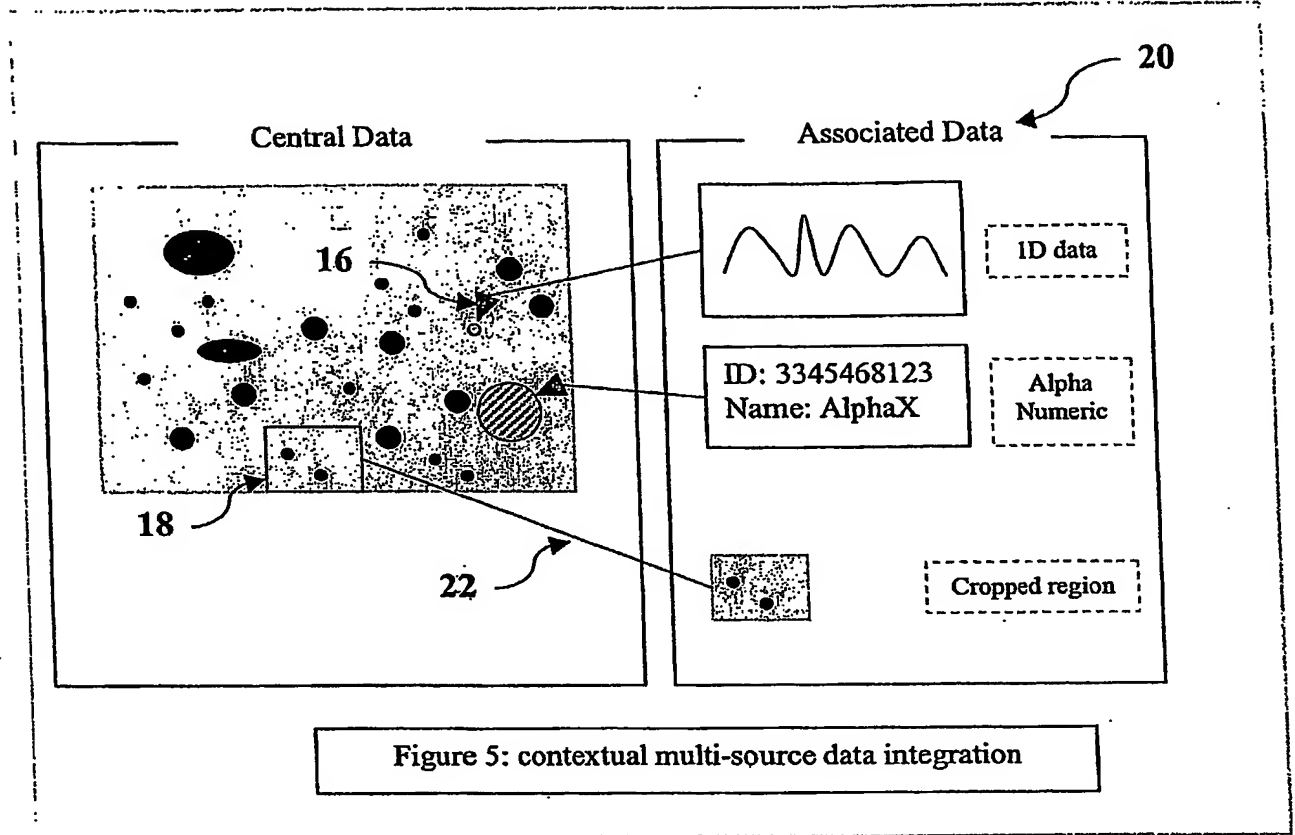 20
Central Data
Associated Data
16
1D data
ID: 3345468123
Name: AlphaX
Alpha
Numeric
18
22
Cropped region
Figure 5: contextual multi-source data integration